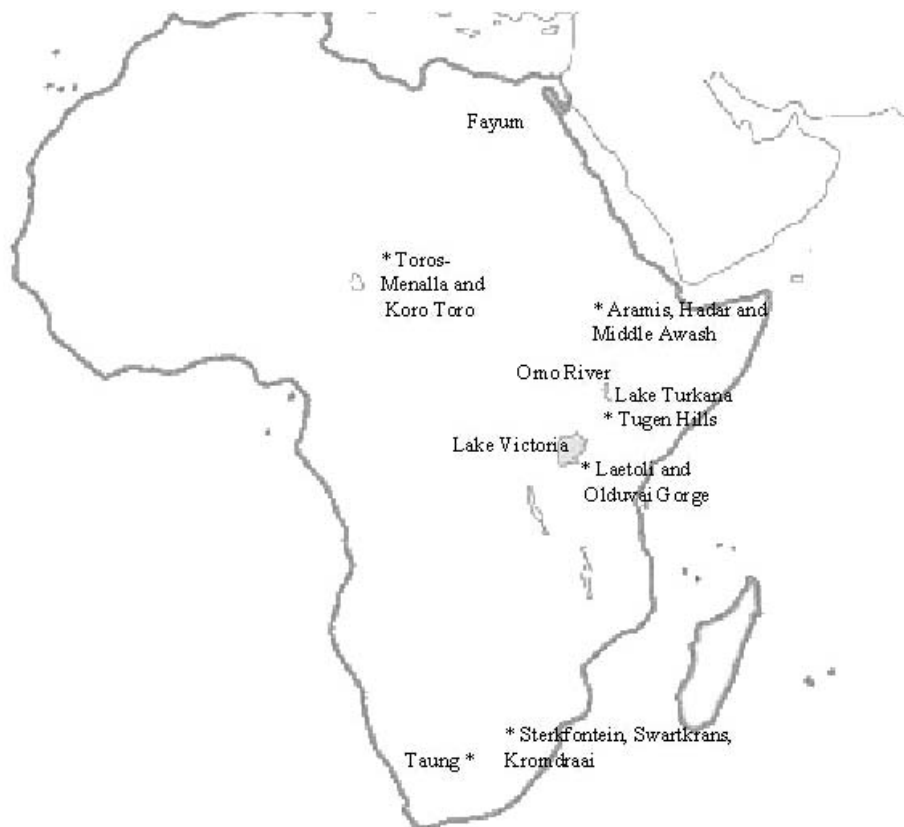 Fayum
* Toros-
Menalla and
Koro Toro
* Aramis, Hadar and
Middle Awash
Omo River
Lake Turkana
* Tugen Hills
Lake Victoria
* Laetoli and
Olduvai Gorge
* Sterkfontein, Swartkrans,
Kromdraai
Taung *